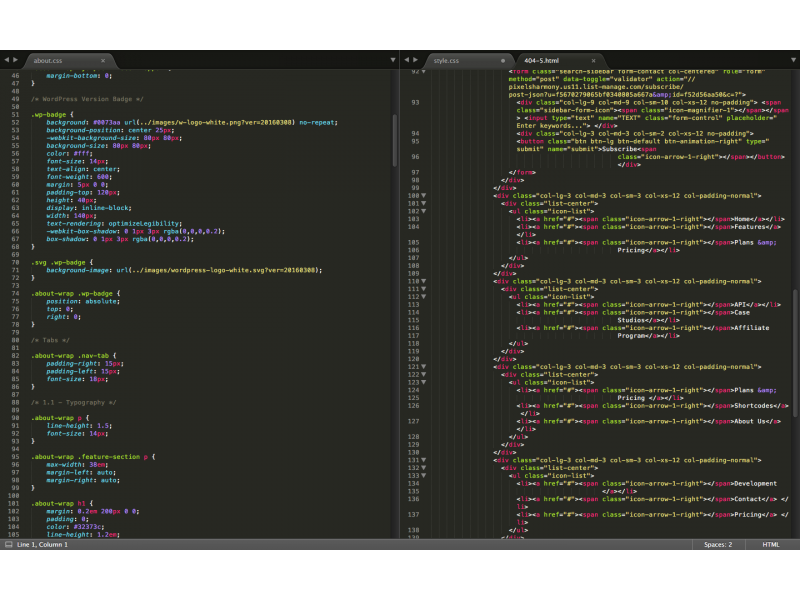 about.css
46 margin-bottom: 0;
47 }
48
49 /* WordPress Version Badge */
50
51 .wp-badge {
52 background: #0073aa url(../images/w-logo-white.png?ver=20160308) no-repeat;
53 background-position: center 25px;
54 -webkit-background-size: 80px 80px;
55 background-size: 80px 80px;
56 color: #fff;
57 font-size: 14px;
58 text-align: center;
59 font-weight: 600;
60 margin: 5px 0 0;
61 padding-top: 120px;
62 height: 40px;
63 display: inline-block;
64 width: 140px;
65 text-rendering: optimizeLegibility;
66 -webkit-box-shadow: 0 1px 3px rgba(0,0,0,0.2);
67 box-shadow: 0 1px 3px rgba(0,0,0,0.2);
68 }
69
70 .svg .wp-badge {
71 background-image: url(../images/wordpress-logo-white.svg?ver=20160308);
72 }
73
74 .about-wrap .wp-badge {
75 position: absolute;
76 top: 0;
77 right: 0;
78 }
79
80 /* Tabs */
81
82 .about-wrap .nav-tab {
83 padding-right: 15px;
84 padding-left: 15px;
85 font-size: 18px;
86 }
87
88 /* 1.1 - Typography */
89
90 .about-wrap p {
91 line-height: 1.5;
92 font-size: 14px;
93 }
94
95 .about-wrap .feature-section p {
96 max-width: 38em;
97 margin-left: auto;
98 margin-right: auto;
99 }
100
101 .about-wrap h1 {
102 margin: 0.2em 200px 0 0;
103 padding: 0;
104 color: #32373c;
105 line-height: 1.2em;
Line 1, Column 1
style.css
404-5.html
92 <form class="search-sidebar form-contact col-centered" role="form"
method="post" data-toggle="validator" action="//
pixelsharmony.us11.list-manage.com/subscribe/
post-json?u=f5670279065bf0340805a667a&amp;id=f52d56aa50&c=?">
93 <div class="col-lg-9 col-md-9 col-sm-10 col-xs-12 no-padding"> <span
class="sidebar-form-icon"><span class="icon-magnifier-1"></span></span
> <input type="text" name="TEXT" class="form-control" placeholder="
Enter keywords..."> </div>
94 <div class="col-lg-3 col-md-3 col-sm-2 col-xs-12 no-padding">
95 <button class="btn btn-lg btn-default btn-animation-right" type="
submit" name="submit">Subscribe<span
96 class="icon-arrow-1-right"></span></button>
</div>
97 </form>
98 </div>
99 </div>
100 <div class="col-lg-3 col-md-3 col-sm-3 col-xs-12 col-padding-normal">
101 <div class="list-center">
102 <ul class="icon-list">
103 <li><a href="#"><span class="icon-arrow-1-right"></span>Home</a></li>
104 <li><a href="#"><span class="icon-arrow-1-right"></span>Features</a>
</li>
105 <li><a href="#"><span class="icon-arrow-1-right"></span>Plans &amp;
106 Pricing</a></li>
107 </ul>
108 </div>
109 </div>
110 <div class="col-lg-3 col-md-3 col-sm-3 col-xs-12 col-padding-normal">
111 <div class="list-center">
112 <ul class="icon-list">
113 <li><a href="#"><span class="icon-arrow-1-right"></span>API</a></li>
114 <li><a href="#"><span class="icon-arrow-1-right"></span>Case
115 Studios</a></li>
116 <li><a href="#"><span class="icon-arrow-1-right"></span>Affiliate
117 Program</a></li>
118 </ul>
119 </div>
120 </div>
121 <div class="col-lg-3 col-md-3 col-sm-3 col-xs-12 col-padding-normal">
122 <div class="list-center">
123 <ul class="icon-list">
124 <li><a href="#"><span class="icon-arrow-1-right"></span>Plans &amp;
125 Pricing </a></li>
126 <li><a href="#"><span class="icon-arrow-1-right"></span>Shortcodes</a>
</li>
127 <li><a href="#"><span class="icon-arrow-1-right"></span>About Us</a>
</li>
128 </ul>
129 </div>
130 </div>
131 <div class="col-lg-3 col-md-3 col-sm-3 col-xs-12 col-padding-normal">
132 <div class="list-center">
133 <ul class="icon-list">
134 <li><a href="#"><span class="icon-arrow-1-right"></span>Development
135 </a></li>
136 <li><a href="#"><span class="icon-arrow-1-right"></span>Contact</a> </
li>
137 <li><a href="#"><span class="icon-arrow-1-right"></span>Pricing</a> </
li>
138 </ul>
139 </div>
Spaces: 2
HTML